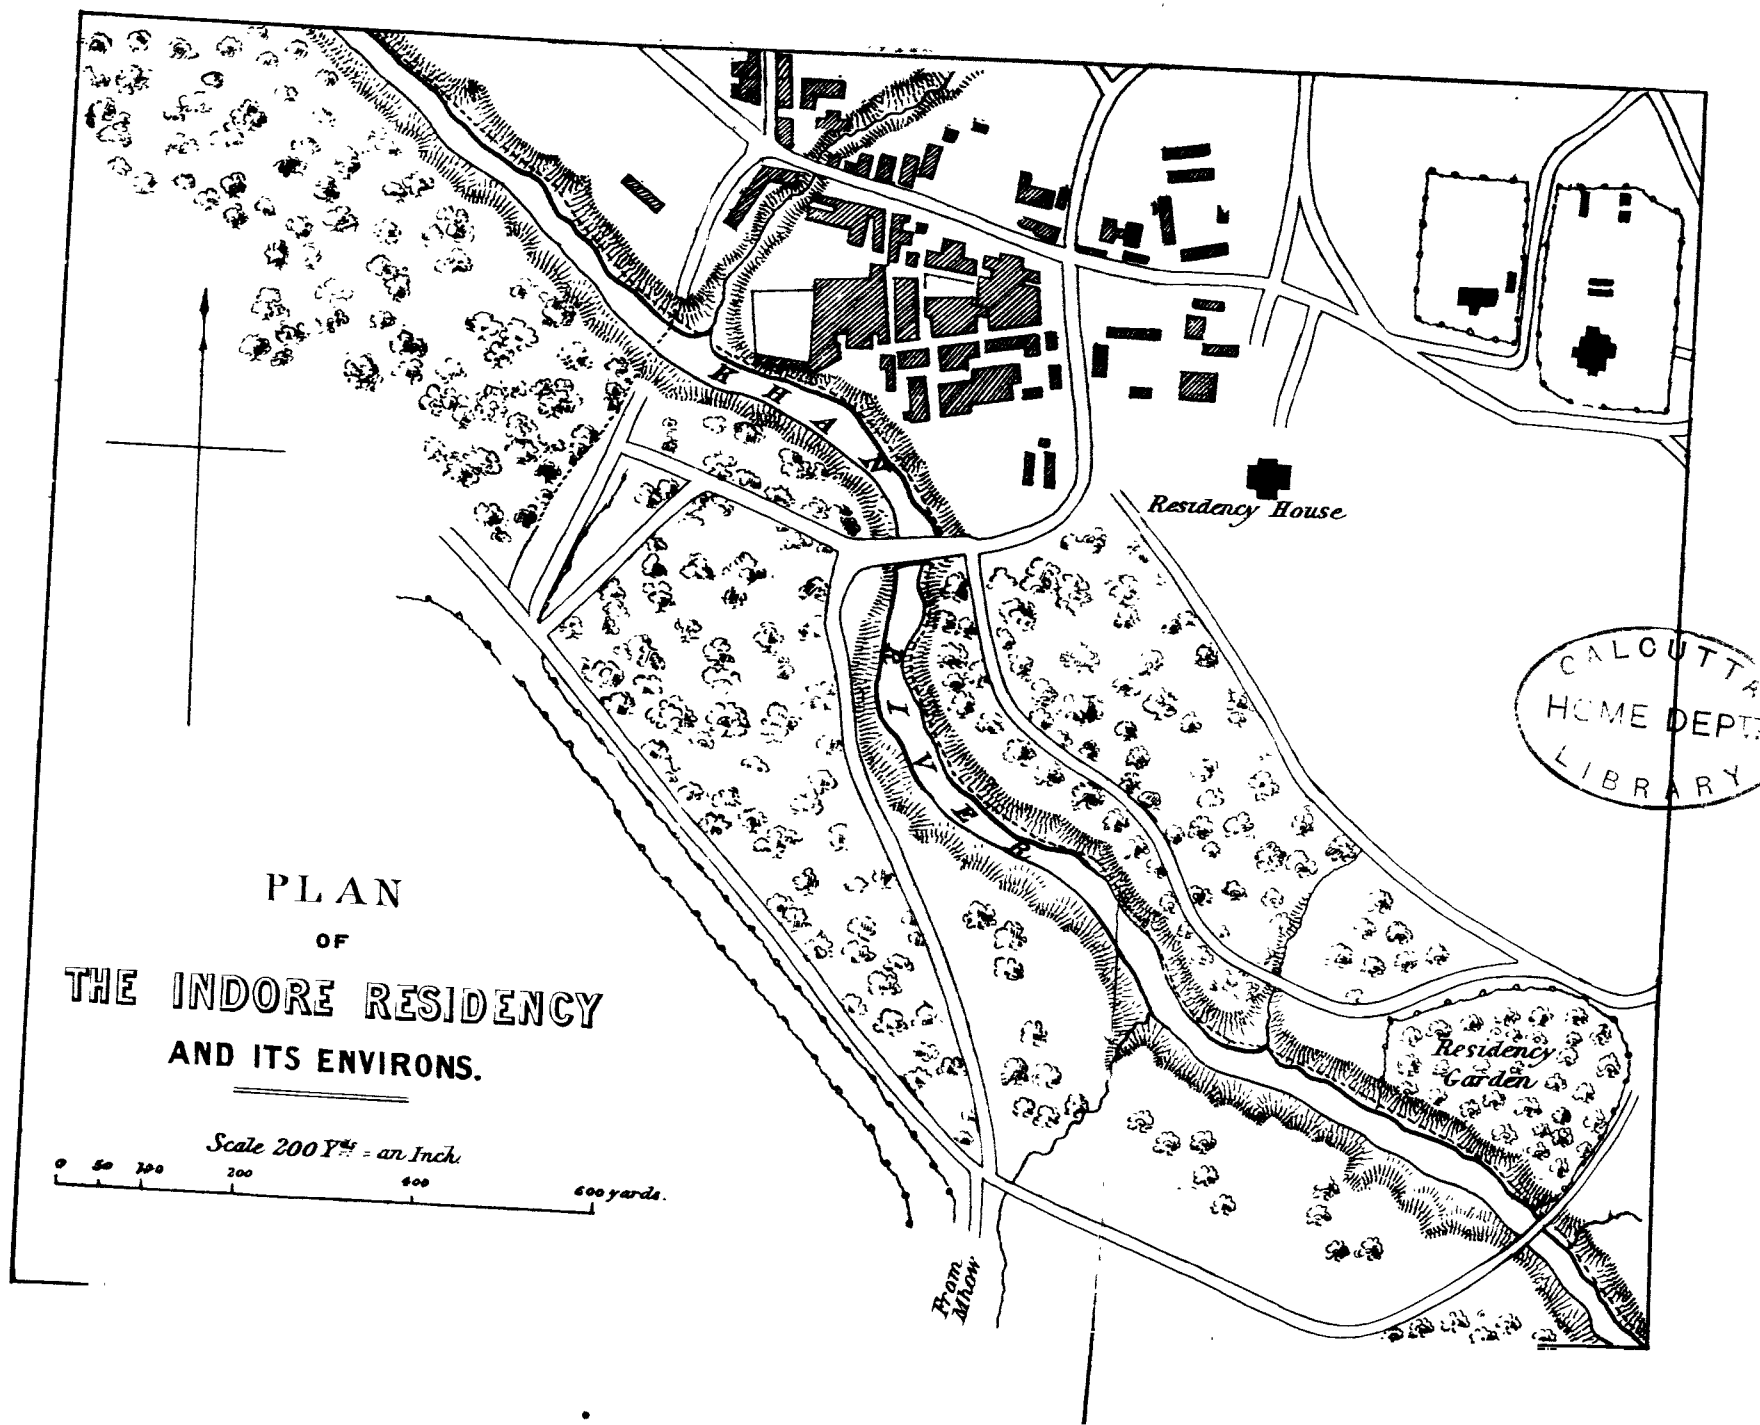 KHAN
RIVER
Residency House
CALCUTTA
HOME DEPT.
LIBRARY
PLAN
OF
THE INDORE RESIDENCY
AND ITS ENVIRONS.
Scale 200 Yds = an Inch.
0 50 100 200 400 600 yards.
Residency
Garden
From
Mhow